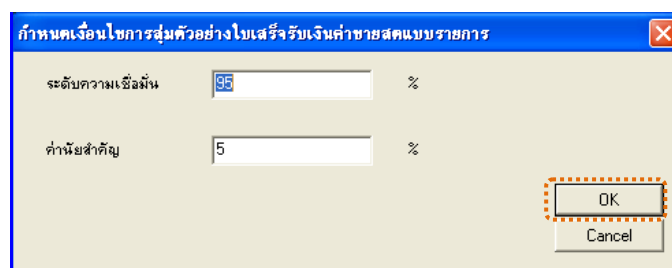 กำหนดเงื่อนไขการสุ่มตัวอย่างใบเสร็จรับเงินค่าขายสดแบบรายการ
ระดับความเชื่อมั่น 95 %
ค่านัยสำคัญ 5 %
OK
Cancel